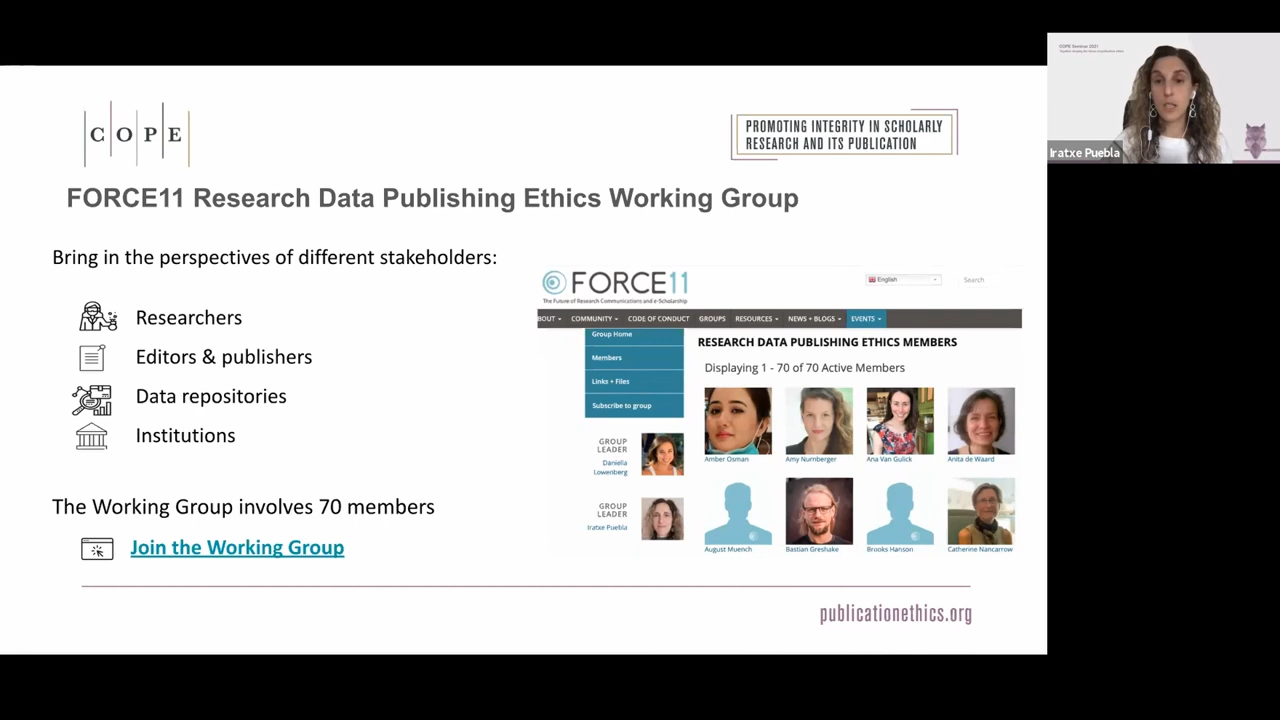 COPE
PROMOTING INTEGRITY IN SCHOLARLY
RESEARCH AND ITS PUBLICATION
COPE Seminar 2021
Iratxe Puebla
FORCE11 Research Data Publishing Ethics Working Group
Bring in the perspectives of different stakeholders:
Researchers
Editors & publishers
Data repositories
Institutions
The Working Group involves 70 members
Join the Working Group
FORCE11
The Future of Research Communications and e-Scholarship
English
Search
BOUT COMMUNITY CODE OF CONDUCT GROUPS RESOURCES NEWS + BLOGS EVENTS
Group Home
Members
Links + Files
Subscribe to group
GROUP
LEADER
Daniella
Lowenberg
GROUP
LEADER
Iratxe Puebla
RESEARCH DATA PUBLISHING ETHICS MEMBERS
Displaying 1 - 70 of 70 Active Members
Amber Osman
Amy Nurnberger
Ana Van Gulick
Anita de Waard
August Muench
Bastian Greshake
Brooks Hanson
Catherine Nancarrow
publicationethics.org